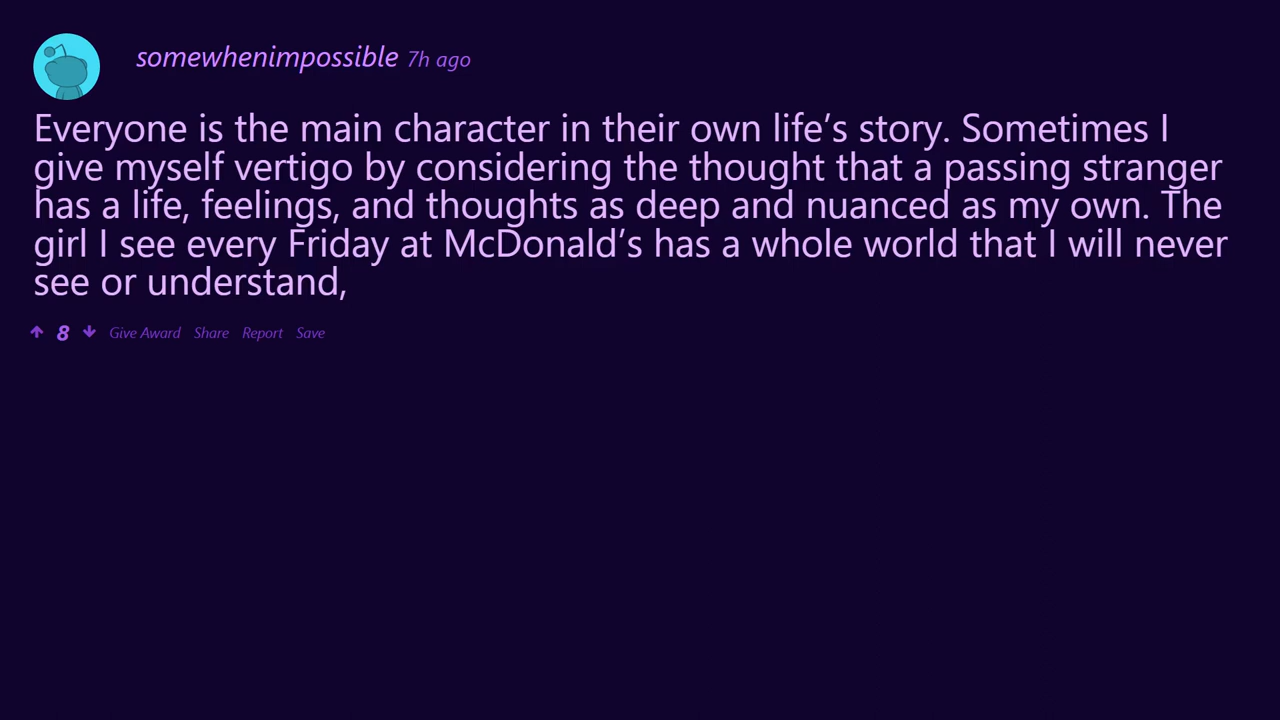 somewhenimpossible 7h ago
Everyone is the main character in their own life’s story. Sometimes I
give myself vertigo by considering the thought that a passing stranger
has a life, feelings, and thoughts as deep and nuanced as my own. The
girl I see every Friday at McDonald’s has a whole world that I will never
see or understand,
8 Give Award Share Report Save